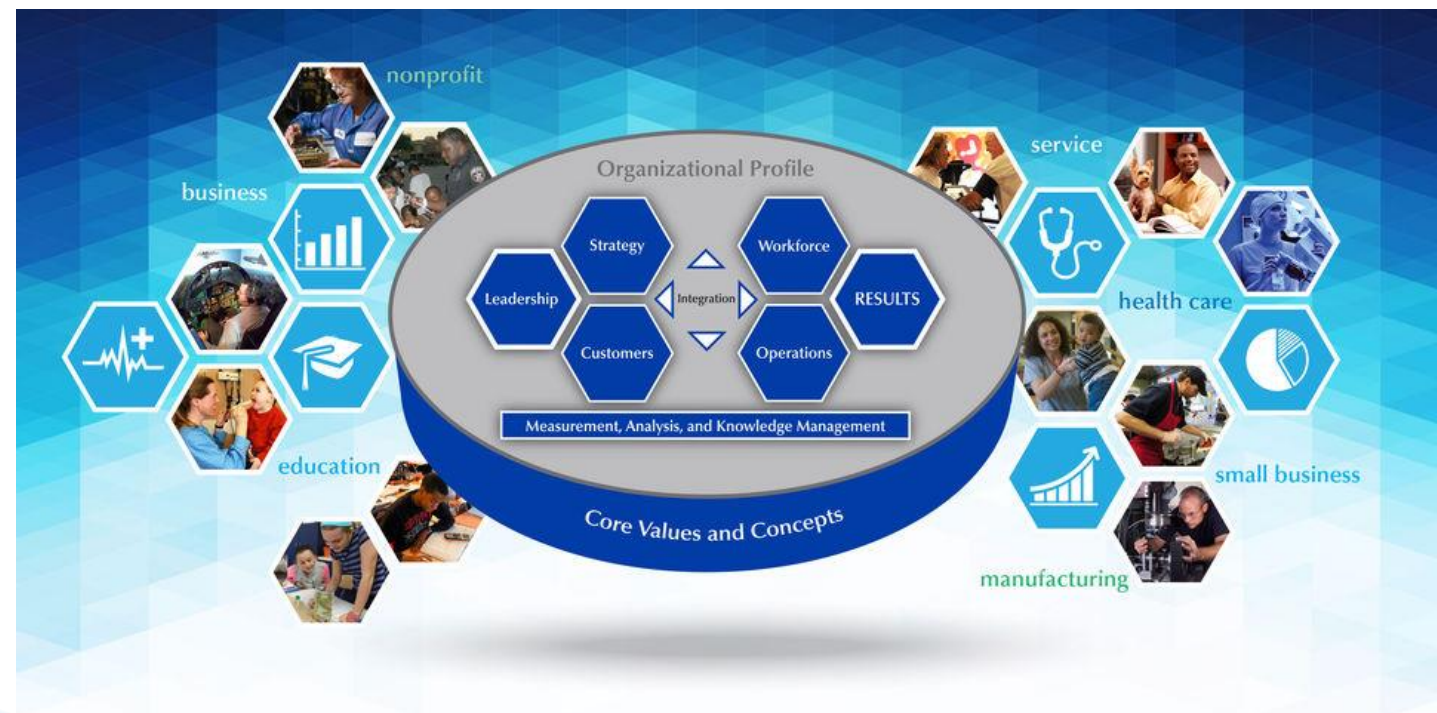 nonprofit
business
education
Organizational Profile
Strategy
Workforce
Leadership
Integration
RESULTS
Customers
Operations
Measurement, Analysis, and Knowledge Management
Core Values and Concepts
service
health care
small business
manufacturing